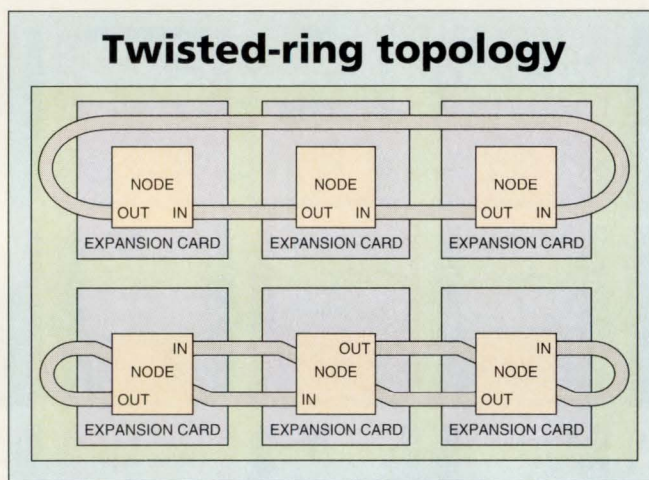 Twisted-ring topology
NODE NODE NODE
OUT IN OUT IN OUT IN
EXPANSION CARD EXPANSION CARD EXPANSION CARD
IN OUT IN
NODE NODE NODE
OUT IN OUT
EXPANSION CARD EXPANSION CARD EXPANSION CARD